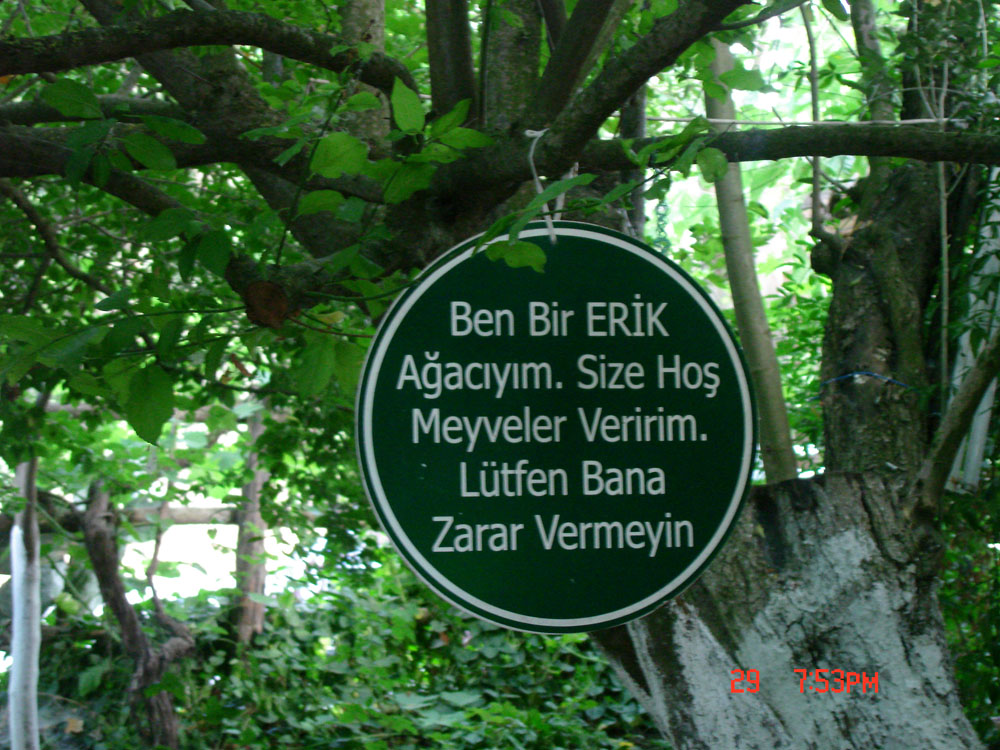 Ben Bir ERİK
Ağacıyım. Size Hoş
Meyveler Veririm.
Lütfen Bana
Zarar Vermeyin
29 7:53PM